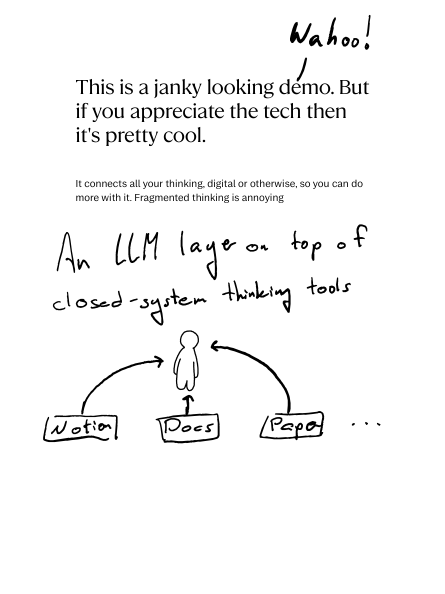 Wahoo!
This is a janky looking demo. But
if you appreciate the tech then
it's pretty cool.
It connects all your thinking, digital or otherwise, so you can do
more with it. Fragmented thinking is annoying
An LLM layer on top of
closed-system thinking tools
Notion Docs ...